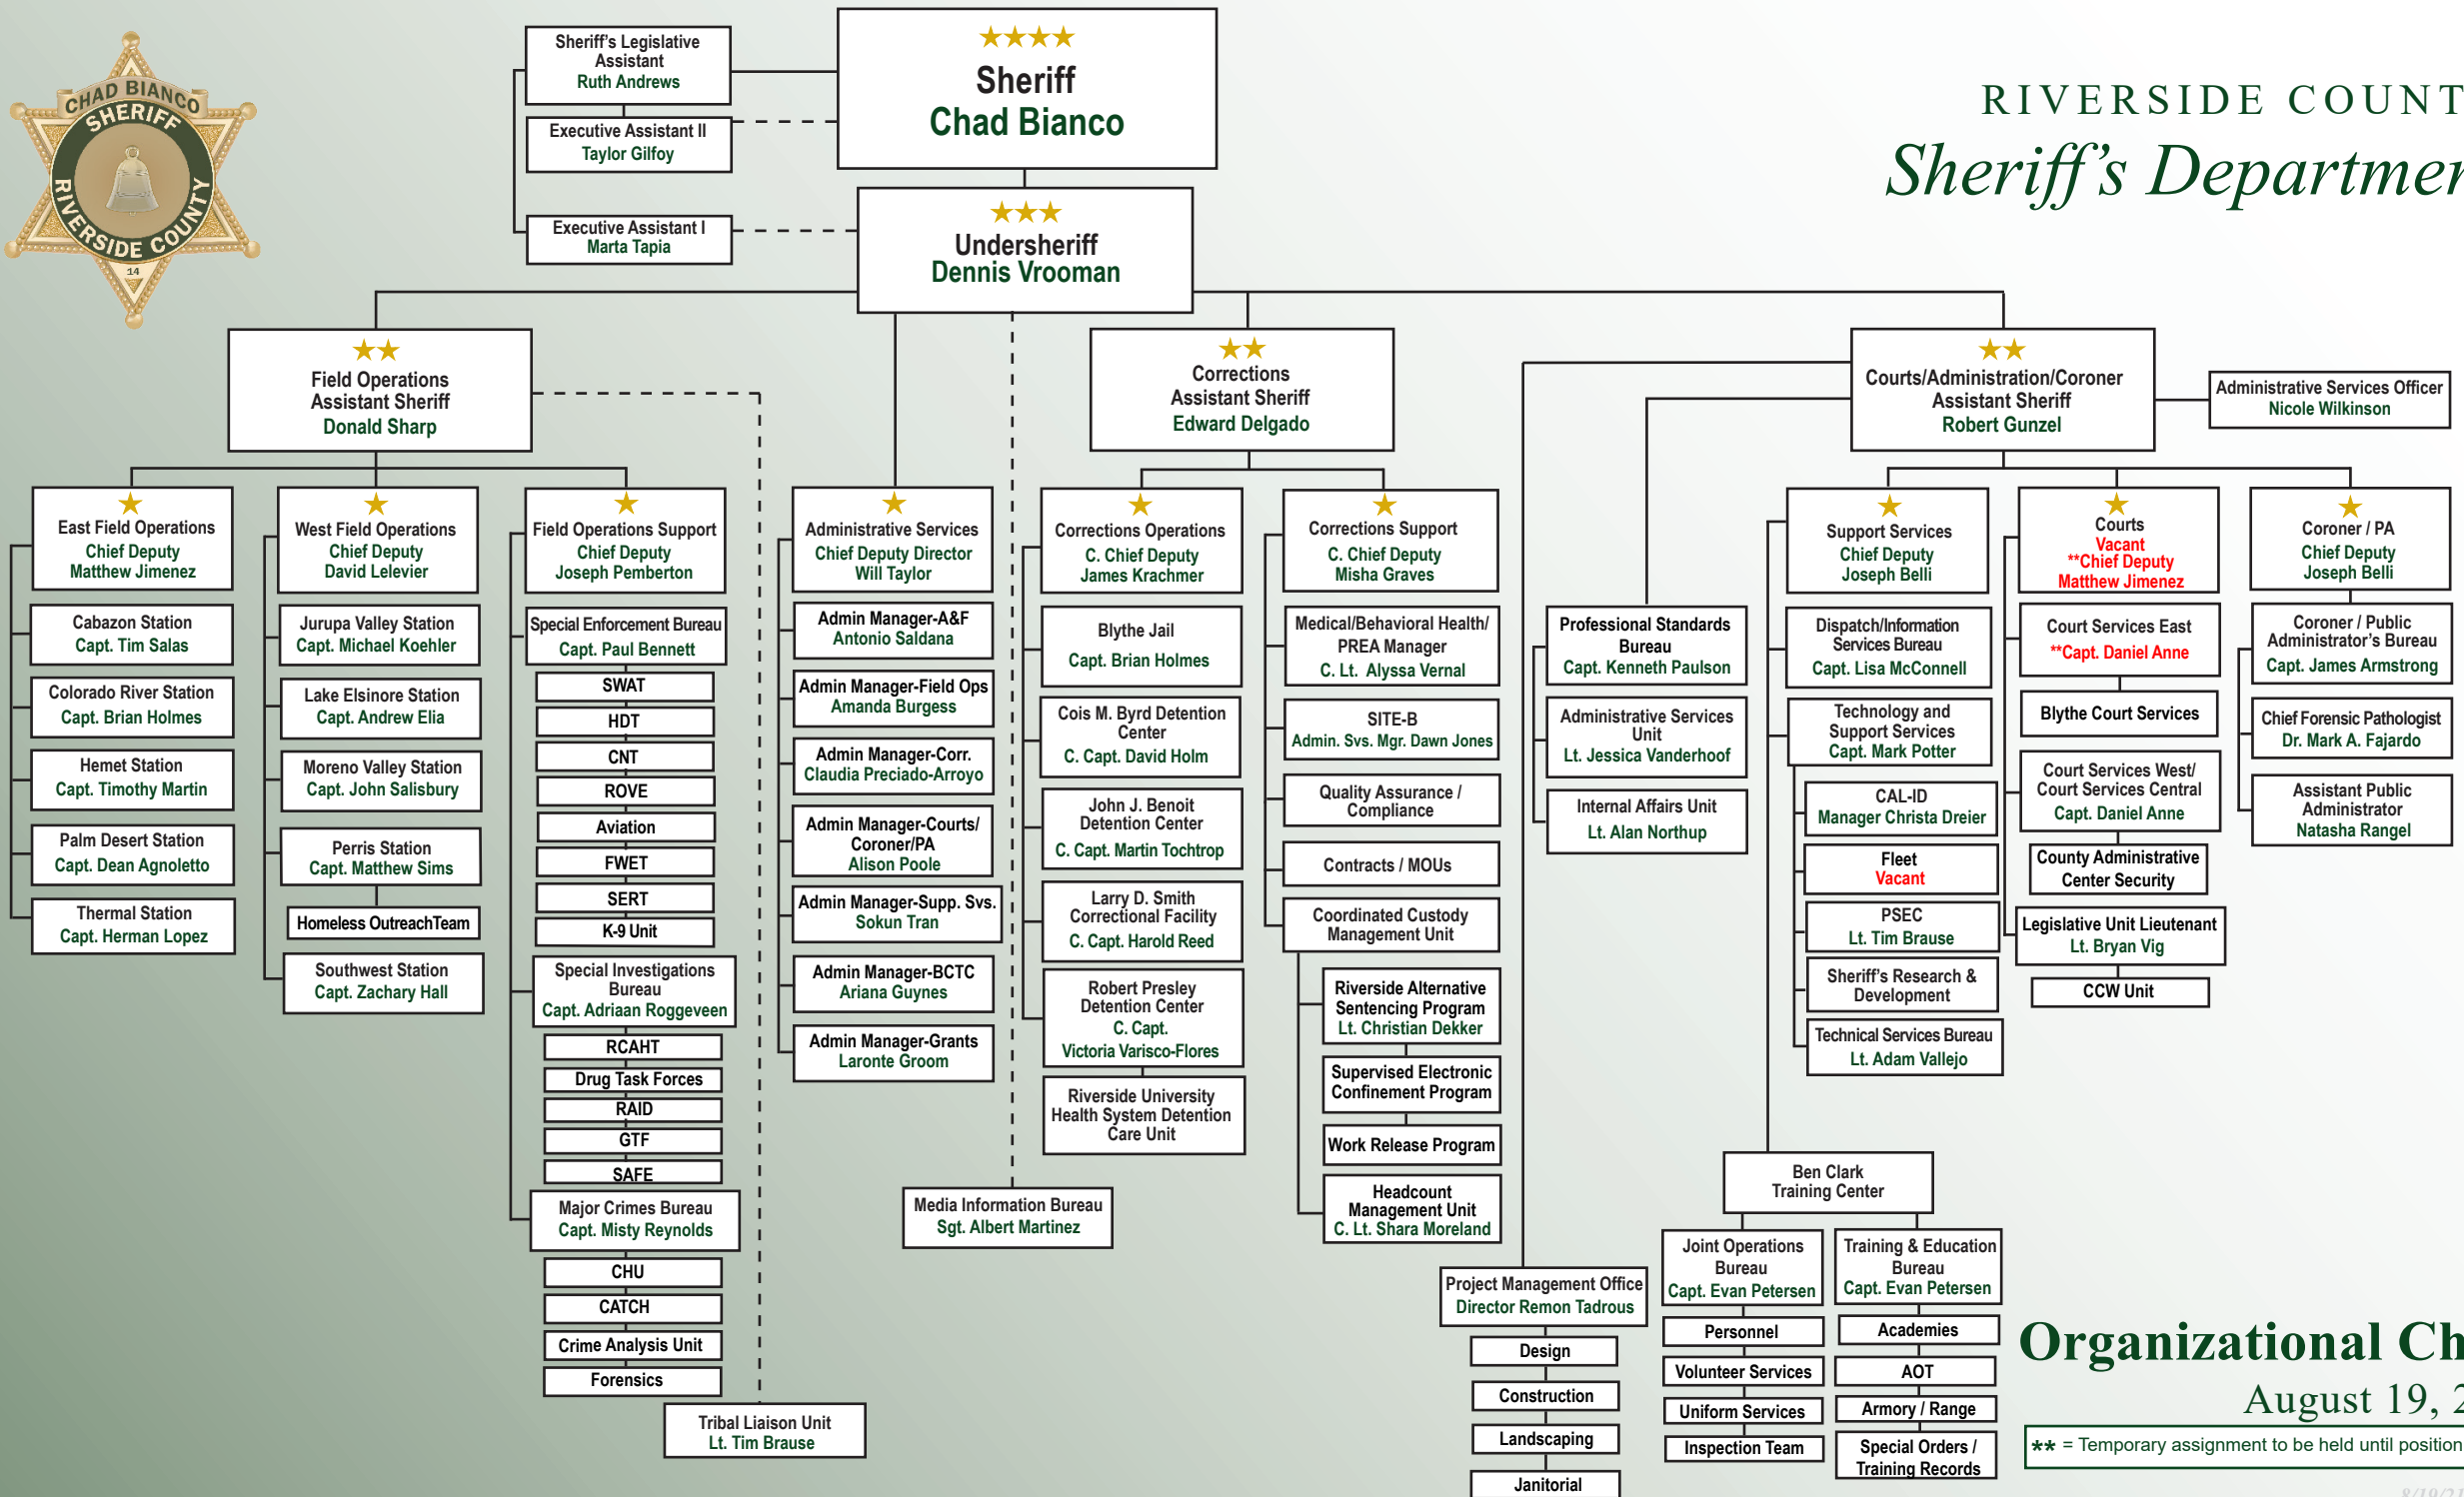 CHAD BIANCO
SHERIFF
RIVERSIDE COUNTY
14
RIVERSIDE COUNT
Sheriff's Departmen
★★★★
Sheriff
Chad Bianco
Sheriff's Legislative
Assistant
Ruth Andrews
Executive Assistant II
Taylor Gilfoy
Executive Assistant I
Marta Tapia
★★★
Undersheriff
Dennis Vrooman
★★
Field Operations
Assistant Sheriff
Donald Sharp
★★
Corrections
Assistant Sheriff
Edward Delgado
★★
Courts/Administration/Coroner
Assistant Sheriff
Robert Gunzel
Administrative Services Officer
Nicole Wilkinson
★
East Field Operations
Chief Deputy
Matthew Jimenez
Cabazon Station
Capt. Tim Salas
Colorado River Station
Capt. Brian Holmes
Hemet Station
Capt. Timothy Martin
Palm Desert Station
Capt. Dean Agnoletto
Thermal Station
Capt. Herman Lopez
★
West Field Operations
Chief Deputy
David Lelevier
Jurupa Valley Station
Capt. Michael Koehler
Lake Elsinore Station
Capt. Andrew Elia
Moreno Valley Station
Capt. John Salisbury
Perris Station
Capt. Matthew Sims
Homeless OutreachTeam
Southwest Station
Capt. Zachary Hall
★
Field Operations Support
Chief Deputy
Joseph Pemberton
Special Enforcement Bureau
Capt. Paul Bennett
SWAT
HDT
CNT
ROVE
Aviation
FWET
SERT
K-9 Unit
Special Investigations
Bureau
Capt. Adriaan Roggeveen
RCAHT
Drug Task Forces
RAID
GTF
SAFE
Major Crimes Bureau
Capt. Misty Reynolds
CHU
CATCH
Crime Analysis Unit
Forensics
Tribal Liaison Unit
Lt. Tim Brause
★
Administrative Services
Chief Deputy Director
Will Taylor
Admin Manager-A&F
Antonio Saldana
Admin Manager-Field Ops
Amanda Burgess
Admin Manager-Corr.
Claudia Preciado-Arroyo
Admin Manager-Courts/
Coroner/PA
Alison Poole
Admin Manager-Supp. Svs.
Sokun Tran
Admin Manager-BCTC
Ariana Guynes
Admin Manager-Grants
Laronte Groom
Media Information Bureau
Sgt. Albert Martinez
★
Corrections Operations
C. Chief Deputy
James Krachmer
Blythe Jail
Capt. Brian Holmes
Cois M. Byrd Detention
Center
C. Capt. David Holm
John J. Benoit
Detention Center
C. Capt. Martin Tochtrop
Larry D. Smith
Correctional Facility
C. Capt. Harold Reed
Robert Presley
Detention Center
C. Capt.
Victoria Varisco-Flores
Riverside University
Health System Detention
Care Unit
★
Corrections Support
C. Chief Deputy
Misha Graves
Medical/Behavioral Health/
PREA Manager
C. Lt. Alyssa Vernal
SITE-B
Admin. Svs. Mgr. Dawn Jones
Quality Assurance /
Compliance
Contracts / MOUs
Coordinated Custody
Management Unit
Riverside Alternative
Sentencing Program
Lt. Christian Dekker
Supervised Electronic
Confinement Program
Work Release Program
Headcount
Management Unit
C. Lt. Shara Moreland
Project Management Office
Director Remon Tadrous
Design
Construction
Landscaping
Janitorial
Professional Standards
Bureau
Capt. Kenneth Paulson
Administrative Services
Unit
Lt. Jessica Vanderhoof
Internal Affairs Unit
Lt. Alan Northup
★
Support Services
Chief Deputy
Joseph Belli
Dispatch/Information
Services Bureau
Capt. Lisa McConnell
Technology and
Support Services
Capt. Mark Potter
CAL-ID
Manager Christa Dreier
Fleet
Vacant
PSEC
Lt. Tim Brause
Sheriff's Research &
Development
Technical Services Bureau
Lt. Adam Vallejo
Ben Clark
Training Center
Joint Operations
Bureau
Capt. Evan Petersen
Personnel
Volunteer Services
Uniform Services
Inspection Team
Training & Education
Bureau
Capt. Evan Petersen
Academies
AOT
Armory / Range
Special Orders /
Training Records
★
Courts
Vacant
**Chief Deputy
Matthew Jimenez
Court Services East
**Capt. Daniel Anne
Blythe Court Services
Court Services West/
Court Services Central
Capt. Daniel Anne
County Administrative
Center Security
Legislative Unit Lieutenant
Lt. Bryan Vig
CCW Unit
★
Coroner / PA
Chief Deputy
Joseph Belli
Coroner / Public
Administrator's Bureau
Capt. James Armstrong
Chief Forensic Pathologist
Dr. Mark A. Fajardo
Assistant Public
Administrator
Natasha Rangel
Organizational Ch
August 19, 2
** = Temporary assignment to be held until position